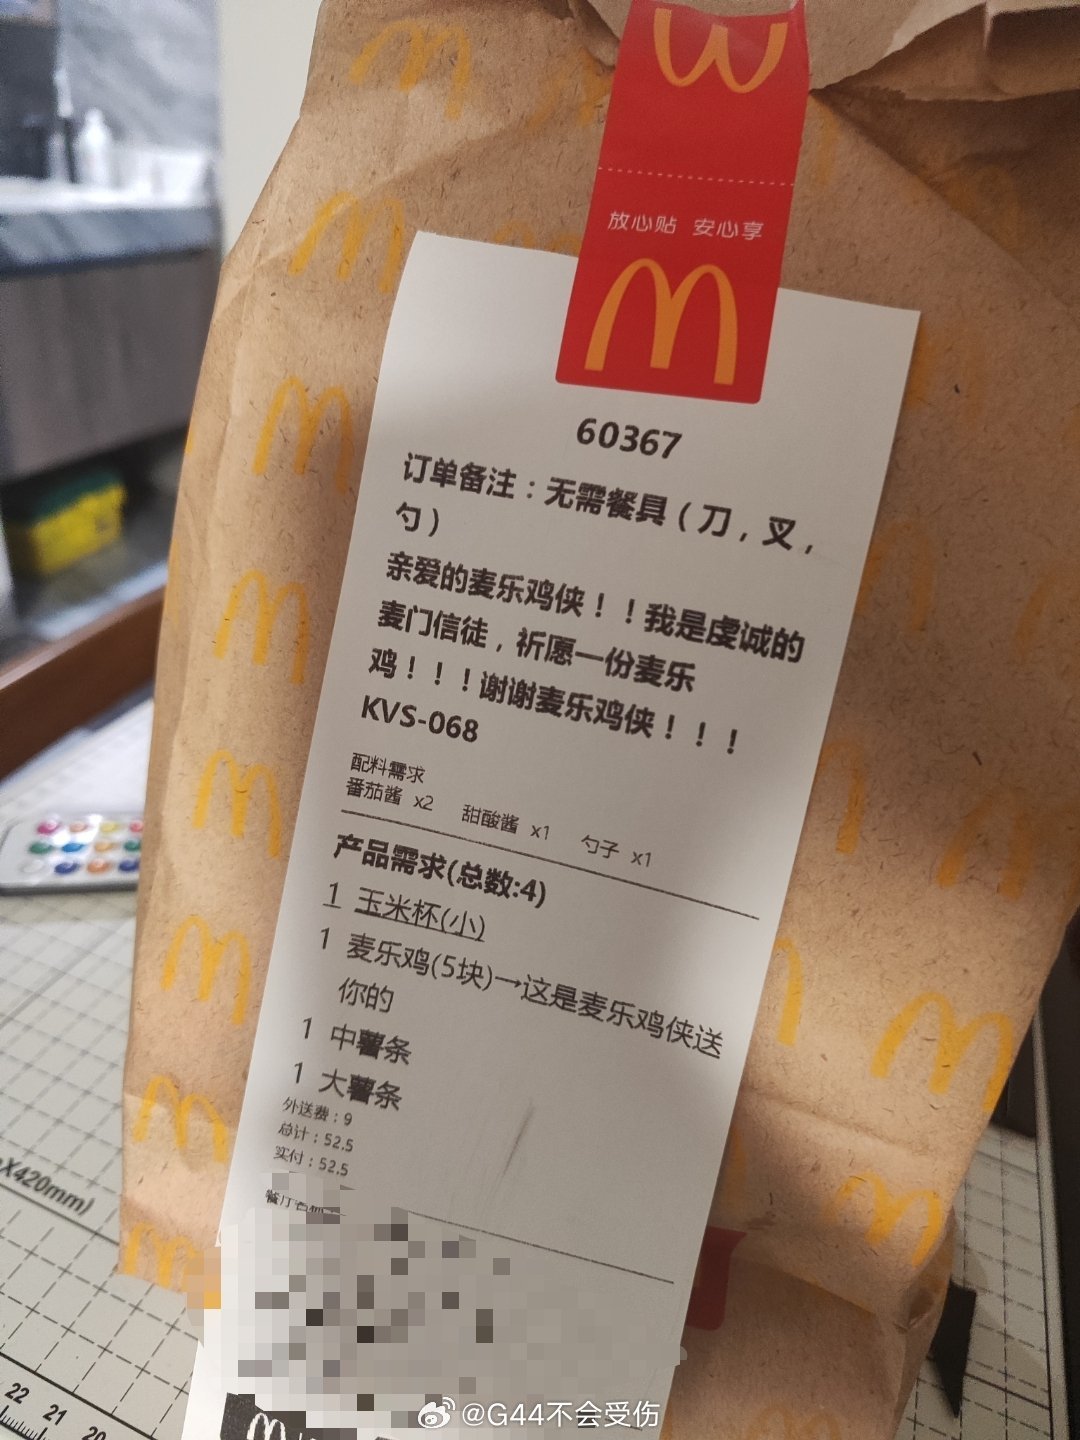 放心贴 安心享
60367
订单备注：无需餐具（刀，叉，
勺）
亲爱的麦乐鸡侠！！我是虔诚的
麦门信徒，祈愿一份麦乐
鸡！！！谢谢麦乐鸡侠！！！
KVS-068
配料需求
番茄酱 x2 甜酸酱 x1 勺子 x1
产品需求(总数:4)
1 玉米杯(小)
1 麦乐鸡(5块)→这是麦乐鸡侠送
你的
1 中薯条
1 大薯条
外送费：9
总计：52.5
实付：52.5
X420mm)
22 21 20
@G44不会受伤